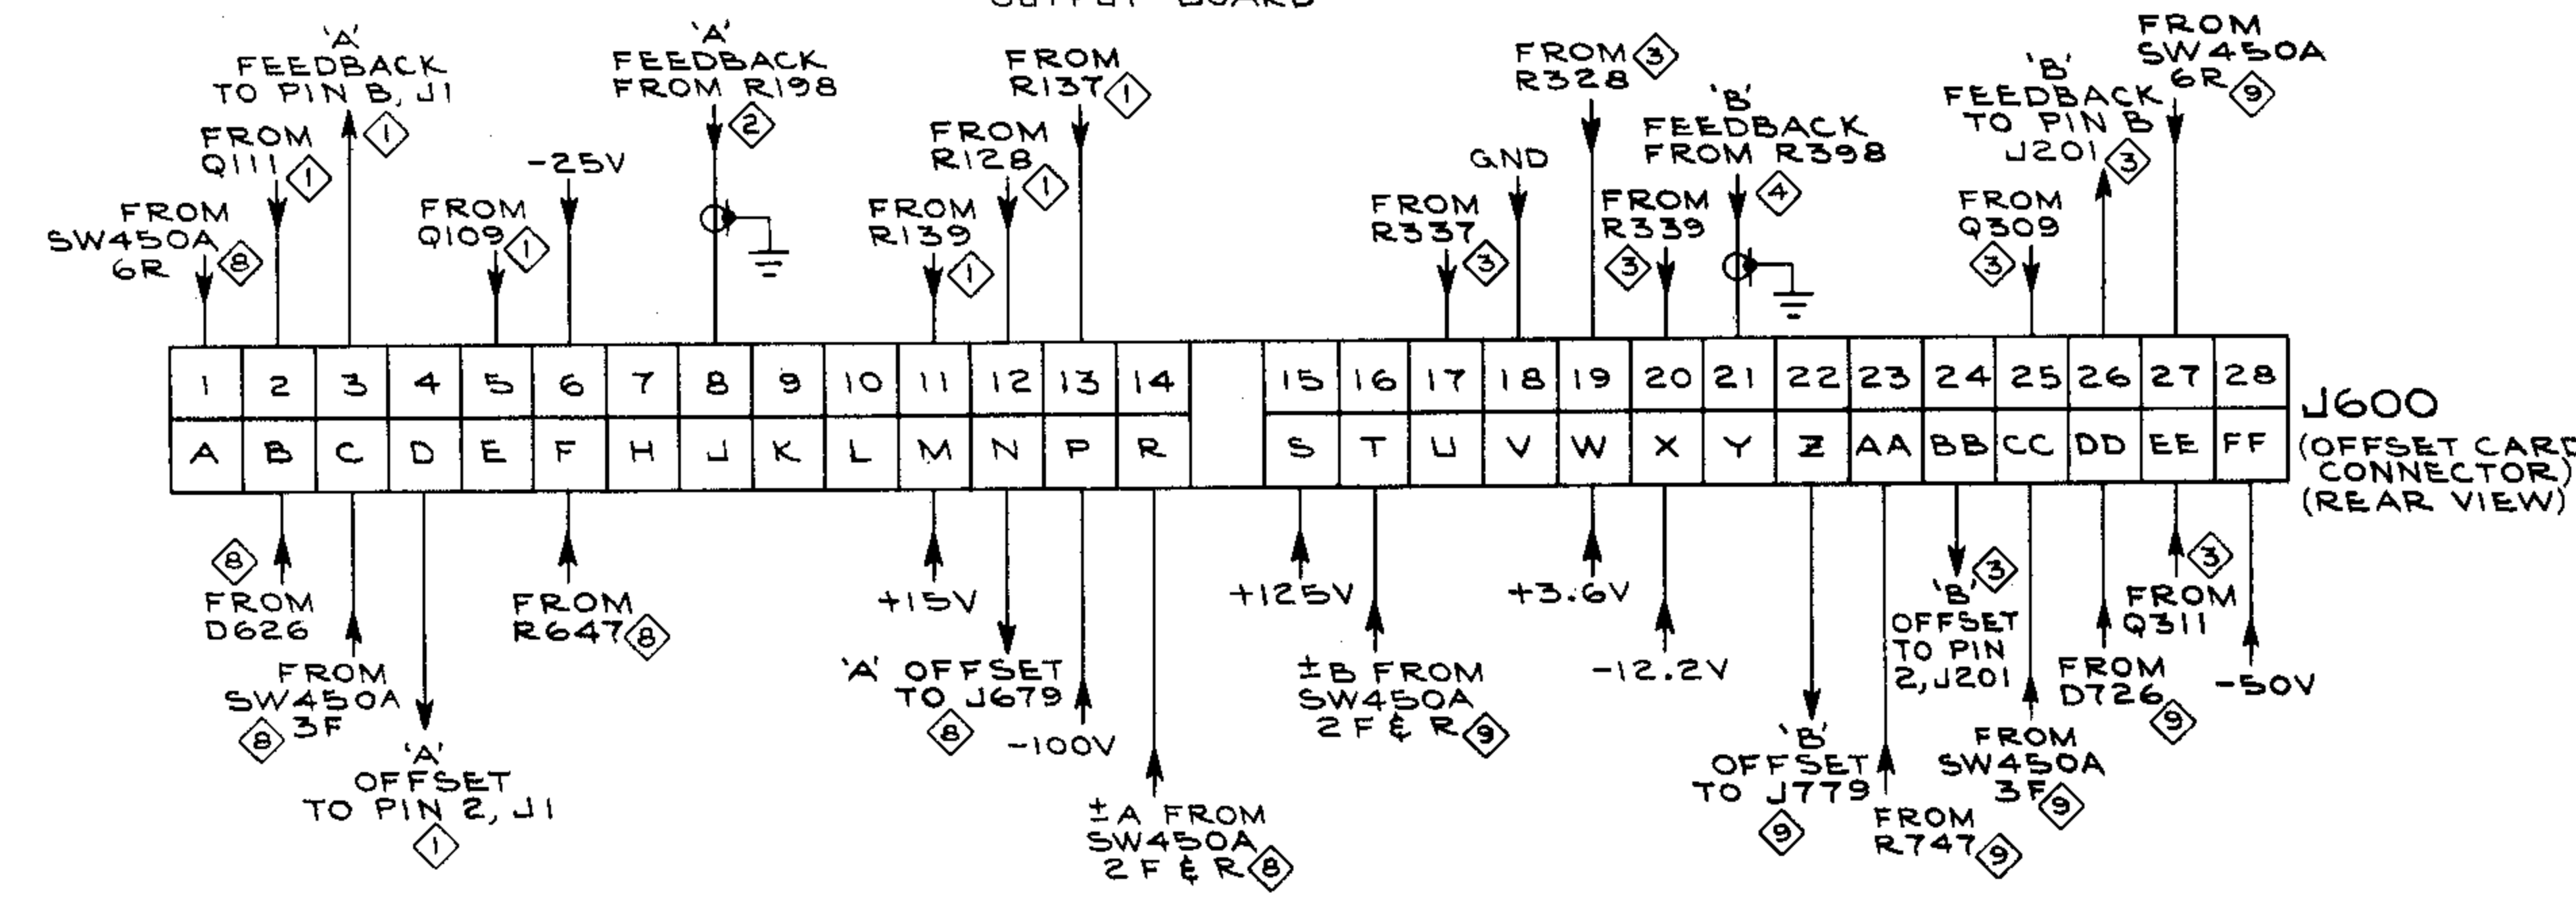 'A'
FEEDBACK
TO PIN B, J1
1
FROM
Q111
1
FROM
SW450A
6R
8
FROM
Q109
1
-25V
'A'
FEEDBACK
FROM R198
2
FROM
R139
1
FROM
R128
1
FROM
R137
1
FROM
R337
3
GND
FROM
R328
3
FROM
R339
3
'B'
FEEDBACK
FROM R398
4
FROM
Q309
3
'B'
FEEDBACK
TO PIN B
J201
3
FROM
SW450A
6R
9
1 2 3 4 5 6 7 8 9 10 11 12 13 14 15 16 17 18 19 20 21 22 23 24 25 26 27 28
A B C D E F H J K L M N P R S T U V W X Y Z AA BB CC DD EE FF
J600
(OFFSET CARD
CONNECTOR)
(REAR VIEW)
8
FROM
D626
FROM
SW450A
3F
8
'A'
OFFSET
TO PIN 2, J1
1
FROM
R647
8
+15V
'A' OFFSET
TO J679
8
-100V
±A FROM
SW450A
2 F & R
8
+125V
±B FROM
SW450A
2 F & R
9
+3.6V
-12.2V
'B'
OFFSET
TO J779
9
FROM
R747
9
3
'B'
OFFSET
TO PIN
2, J201
FROM
SW450A
3F
9
FROM
D726
9
3
FROM
Q311
-50V